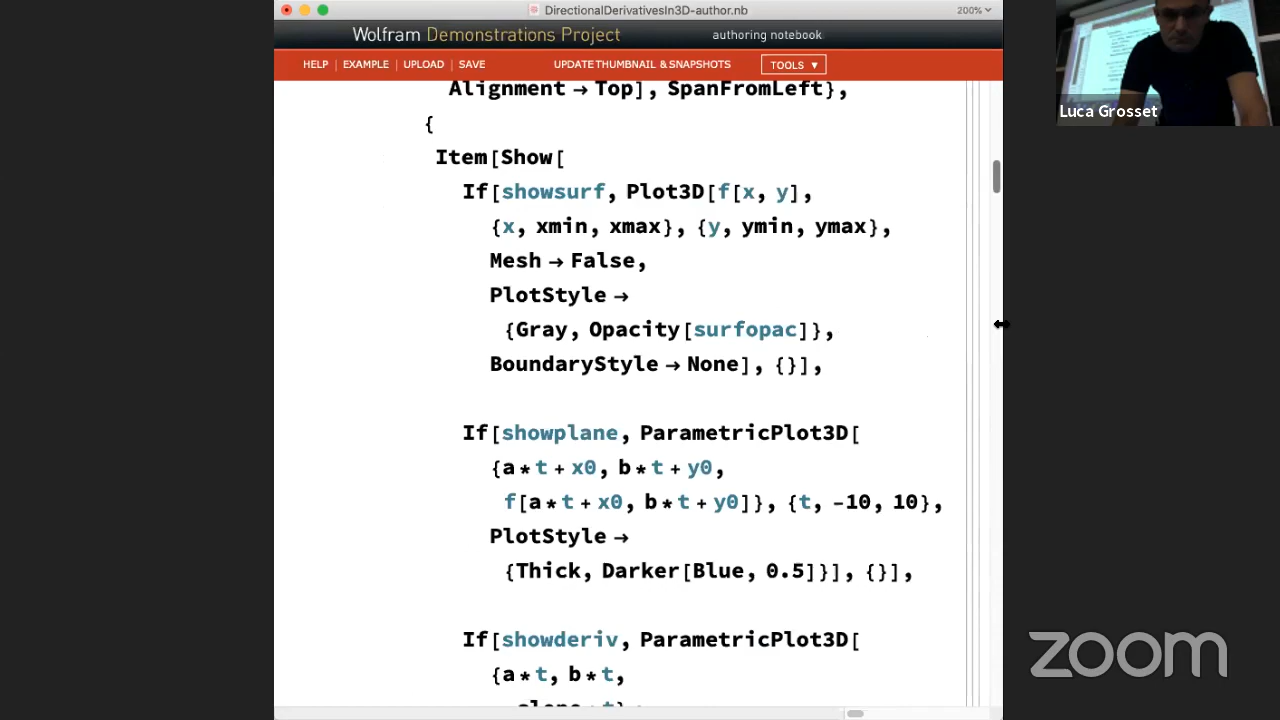 DirectionalDerivativesIn3D-author.nb
200%
Wolfram Demonstrations Project
authoring notebook
HELP | EXAMPLE | UPLOAD | SAVE
UPDATE THUMBNAIL & SNAPSHOTS
TOOLS ▼
Alignment → Top], SpanFromLeft},
{
Item[Show[
If[showsurf, Plot3D[f[x, y],
{x, xmin, xmax}, {y, ymin, ymax},
Mesh → False,
PlotStyle →
{Gray, Opacity[surfopac]},
BoundaryStyle → None], {}],
If[showplane, ParametricPlot3D[
{a * t + x0, b * t + y0,
f[a * t + x0, b * t + y0]}, {t, -10, 10},
PlotStyle →
{Thick, Darker[Blue, 0.5]}], {}],
If[showderiv, ParametricPlot3D[
{a * t, b * t,
Luca Grosset
zoom